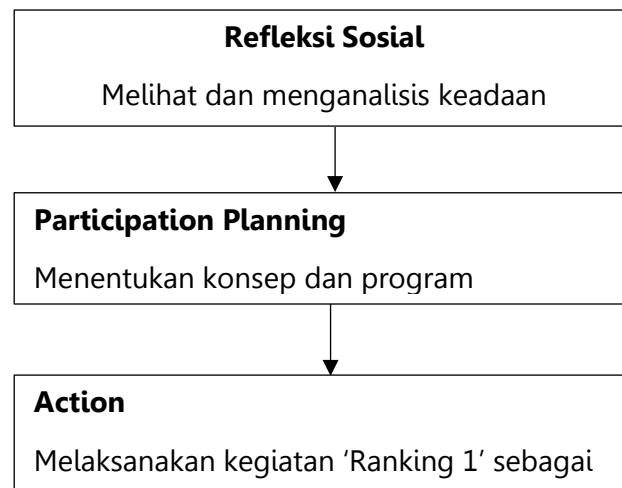 Refleksi Sosial
Melihat dan menganalisis keadaan
Participation Planning
Menentukan konsep dan program
Action
Melaksanakan kegiatan ‘Ranking 1’ sebagai